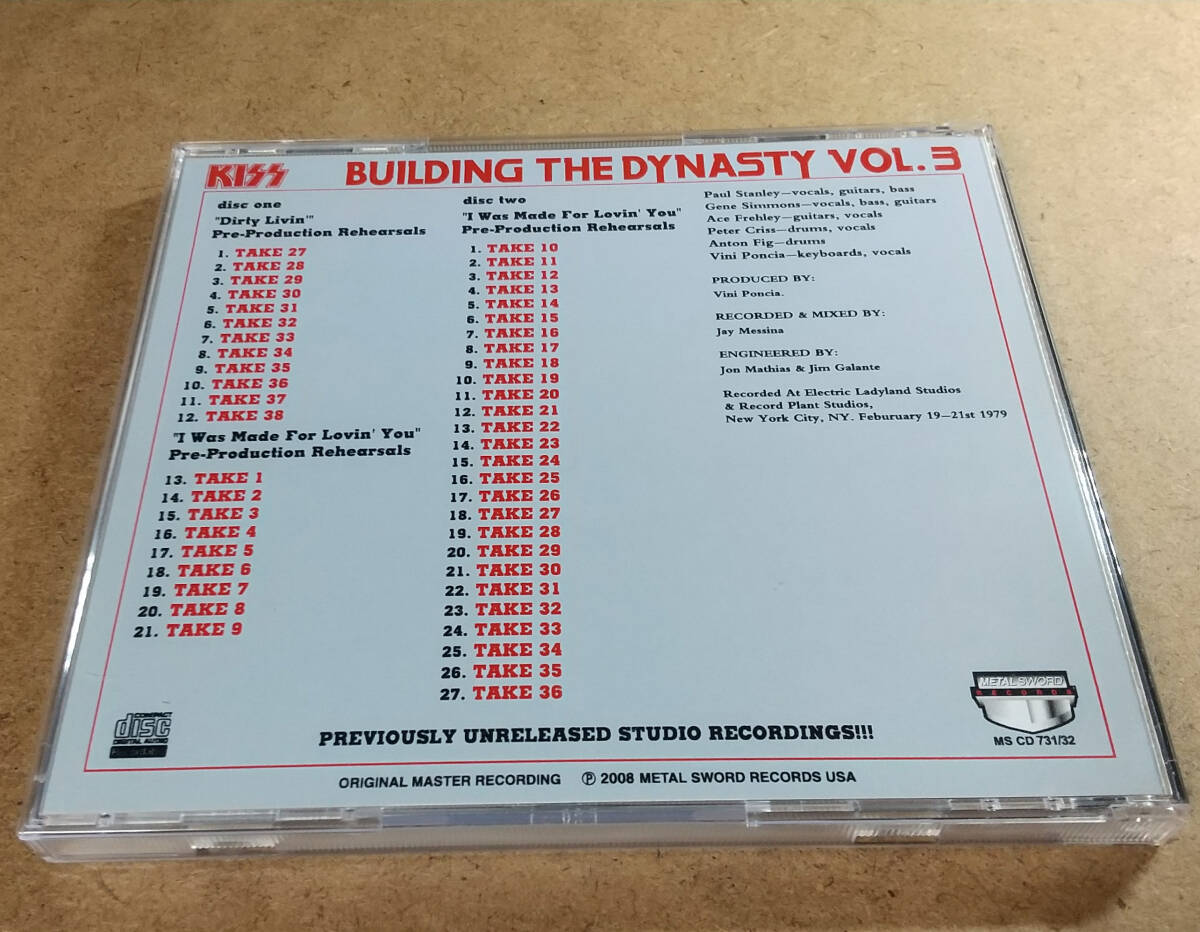 KISS
BUILDING THE DYNASTY VOL. 3
disc one
"Dirty Livin'"
Pre-Production Rehearsals
1. TAKE 27
2. TAKE 28
3. TAKE 29
4. TAKE 30
5. TAKE 31
6. TAKE 32
7. TAKE 33
8. TAKE 34
9. TAKE 35
10. TAKE 36
11. TAKE 37
12. TAKE 38
"I Was Made For Lovin' You"
Pre-Production Rehearsals
13. TAKE 1
14. TAKE 2
15. TAKE 3
16. TAKE 4
17. TAKE 5
18. TAKE 6
19. TAKE 7
20. TAKE 8
21. TAKE 9
disc two
"I Was Made For Lovin' You"
Pre-Production Rehearsals
1. TAKE 10
2. TAKE 11
3. TAKE 12
4. TAKE 13
5. TAKE 14
6. TAKE 15
7. TAKE 16
8. TAKE 17
9. TAKE 18
10. TAKE 19
11. TAKE 20
12. TAKE 21
13. TAKE 22
14. TAKE 23
15. TAKE 24
16. TAKE 25
17. TAKE 26
18. TAKE 27
19. TAKE 28
20. TAKE 29
21. TAKE 30
22. TAKE 31
23. TAKE 32
24. TAKE 33
25. TAKE 34
26. TAKE 35
27. TAKE 36
Paul Stanley—vocals, guitars, bass
Gene Simmons—vocals, bass, guitars
Ace Frehley—guitars, vocals
Peter Criss—drums, vocals
Anton Fig—drums
Vini Poncia—keyboards, vocals
PRODUCED BY:
Vini Poncia.
RECORDED & MIXED BY:
Jay Messina
ENGINEERED BY:
Jon Mathias & Jim Galante
Recorded At Electric Ladyland Studios
& Record Plant Studios,
New York City, NY. Feburuary 19—21st 1979
METAL SWORD
RECORDS
MS CD 731/32
COMPACT
disc
DIGITAL AUDIO
PREVIOUSLY UNRELEASED STUDIO RECORDINGS!!!
ORIGINAL MASTER RECORDING ℗ 2008 METAL SWORD RECORDS USA